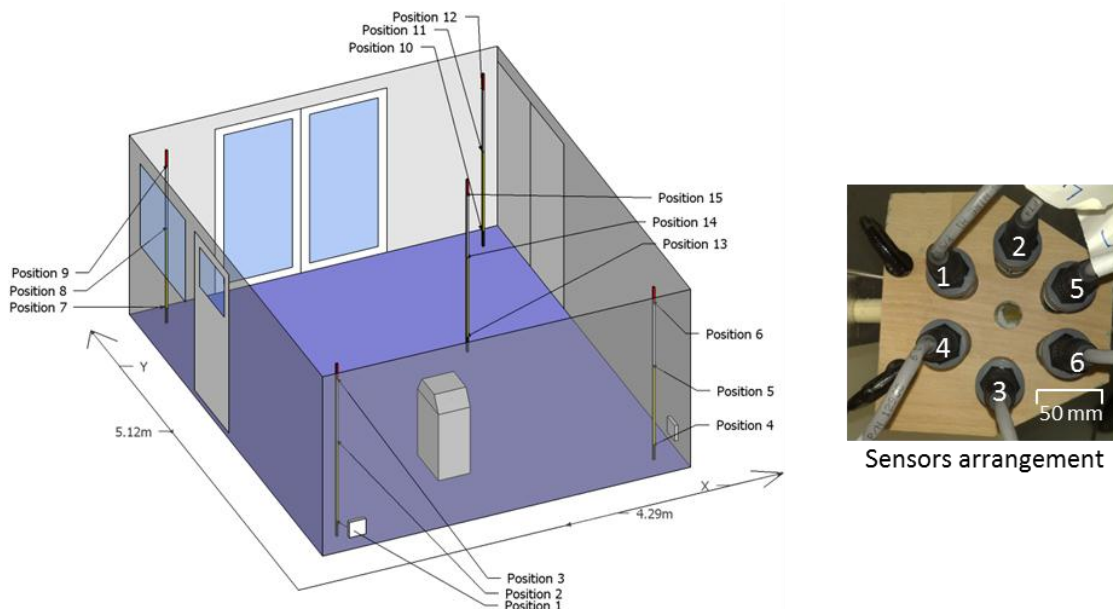 Position 12
Position 11
Position 10
Position 15
Position 14
Position 13
Position 9
Position 8
Position 7
Position 6
Position 5
Position 4
Y
5.12m
X
4.29m
Position 3
Position 2
Position 1
1
2
5
4
6
3
50 mm
Sensors arrangement